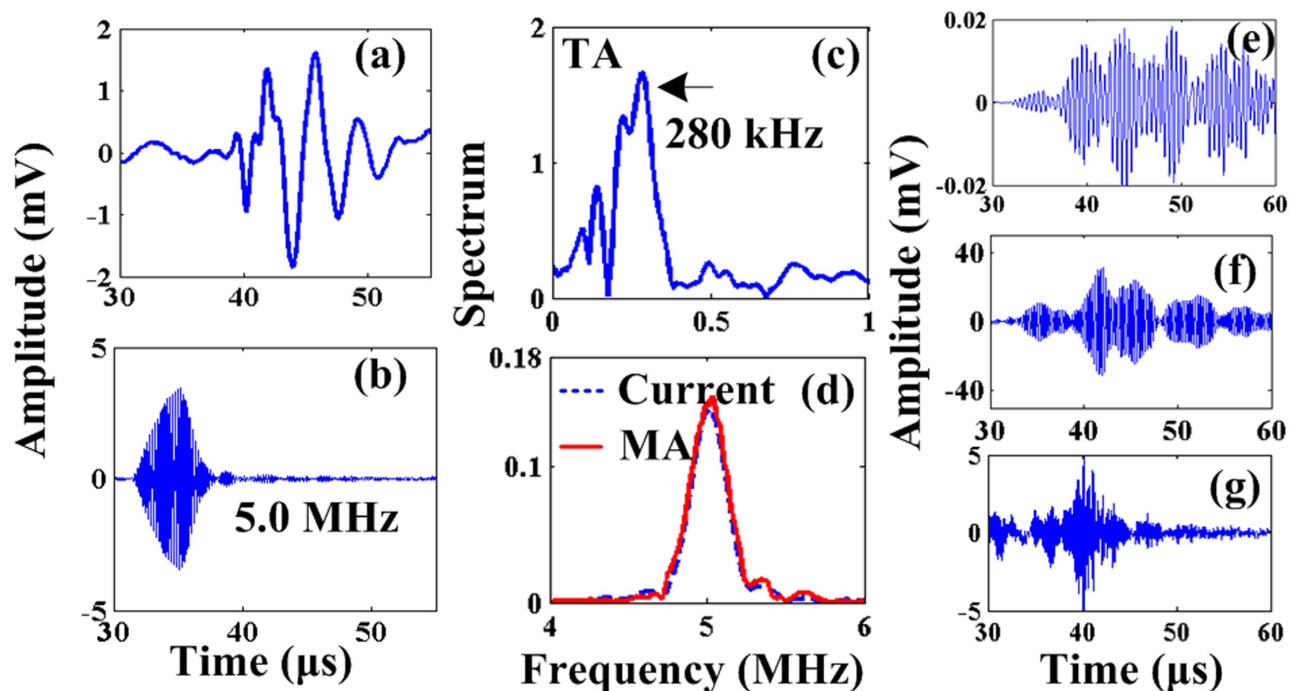 Amplitude (mV)
2
1
0
-1
-2
30
40
50
(a)
5
0
-5
30
40
50
(b)
5.0 MHz
Time (μs)
Spectrum
2
1
0
0
0.5
1
TA
(c)
280 kHz
0.18
0.1
0
4
5
6
Current
(d)
MA
Frequency (MHz)
Amplitude (mV)
0.02
0
-0.02
30
40
50
60
(e)
40
0
-40
30
40
50
60
(f)
5
0
-5
30
40
50
60
(g)
Time (μs)